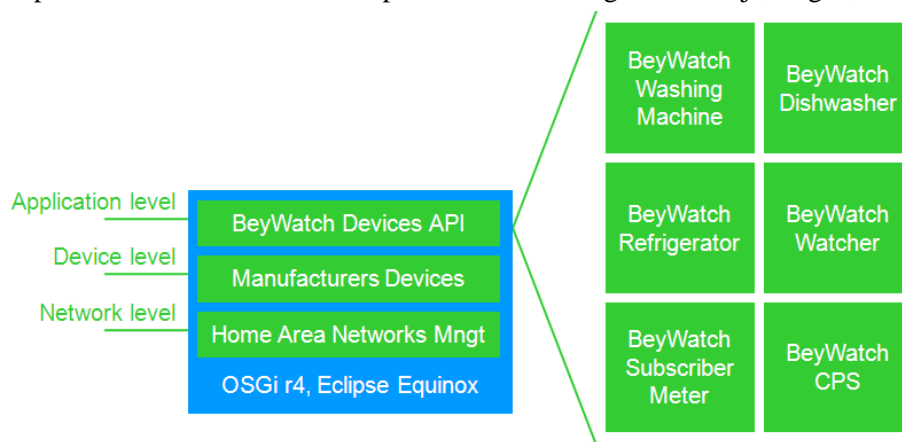 Application level
Device level
Network level
BeyWatch Devices API
Manufacturers Devices
Home Area Networks Mngt
OSGi r4, Eclipse Equinox
BeyWatch
Washing
Machine
BeyWatch
Dishwasher
BeyWatch
Refrigerator
BeyWatch
Watcher
BeyWatch
Subscriber
Meter
BeyWatch
CPS